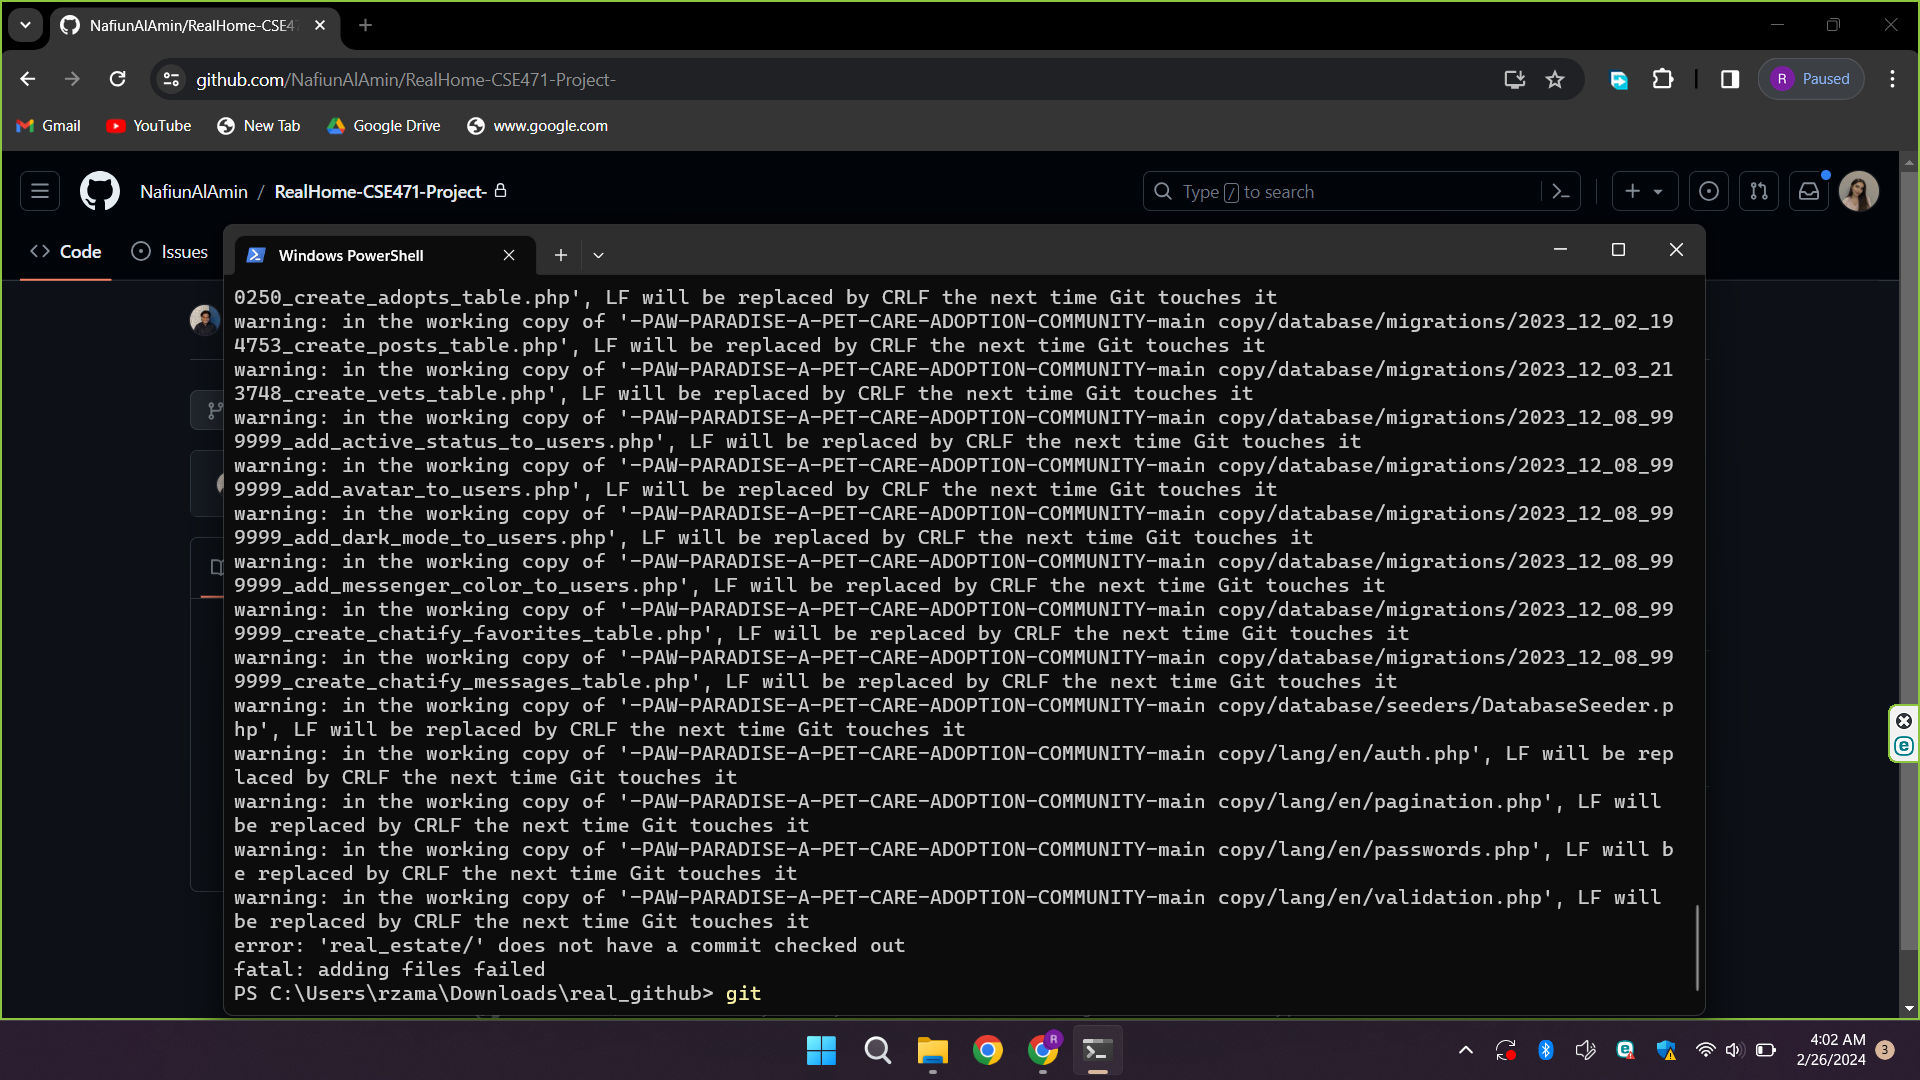 NafiunAlAmin/RealHome-CSE47
github.com/NafiunAlAmin/RealHome-CSE471-Project-
R Paused
Gmail YouTube New Tab Google Drive www.google.com
NafiunAlAmin / RealHome-CSE471-Project-
Type / to search
Code Issues
Windows PowerShell
0250_create_adopts_table.php', LF will be replaced by CRLF the next time Git touches it
warning: in the working copy of '-PAW-PARADISE-A-PET-CARE-ADOPTION-COMMUNITY-main copy/database/migrations/2023_12_02_19
4753_create_posts_table.php', LF will be replaced by CRLF the next time Git touches it
warning: in the working copy of '-PAW-PARADISE-A-PET-CARE-ADOPTION-COMMUNITY-main copy/database/migrations/2023_12_03_21
3748_create_vets_table.php', LF will be replaced by CRLF the next time Git touches it
warning: in the working copy of '-PAW-PARADISE-A-PET-CARE-ADOPTION-COMMUNITY-main copy/database/migrations/2023_12_08_99
9999_add_active_status_to_users.php', LF will be replaced by CRLF the next time Git touches it
warning: in the working copy of '-PAW-PARADISE-A-PET-CARE-ADOPTION-COMMUNITY-main copy/database/migrations/2023_12_08_99
9999_add_avatar_to_users.php', LF will be replaced by CRLF the next time Git touches it
warning: in the working copy of '-PAW-PARADISE-A-PET-CARE-ADOPTION-COMMUNITY-main copy/database/migrations/2023_12_08_99
9999_add_dark_mode_to_users.php', LF will be replaced by CRLF the next time Git touches it
warning: in the working copy of '-PAW-PARADISE-A-PET-CARE-ADOPTION-COMMUNITY-main copy/database/migrations/2023_12_08_99
9999_add_messenger_color_to_users.php', LF will be replaced by CRLF the next time Git touches it
warning: in the working copy of '-PAW-PARADISE-A-PET-CARE-ADOPTION-COMMUNITY-main copy/database/migrations/2023_12_08_99
9999_create_chatify_favorites_table.php', LF will be replaced by CRLF the next time Git touches it
warning: in the working copy of '-PAW-PARADISE-A-PET-CARE-ADOPTION-COMMUNITY-main copy/database/migrations/2023_12_08_99
9999_create_chatify_messages_table.php', LF will be replaced by CRLF the next time Git touches it
warning: in the working copy of '-PAW-PARADISE-A-PET-CARE-ADOPTION-COMMUNITY-main copy/database/seeders/DatabaseSeeder.p
hp', LF will be replaced by CRLF the next time Git touches it
warning: in the working copy of '-PAW-PARADISE-A-PET-CARE-ADOPTION-COMMUNITY-main copy/lang/en/auth.php', LF will be rep
laced by CRLF the next time Git touches it
warning: in the working copy of '-PAW-PARADISE-A-PET-CARE-ADOPTION-COMMUNITY-main copy/lang/en/pagination.php', LF will
be replaced by CRLF the next time Git touches it
warning: in the working copy of '-PAW-PARADISE-A-PET-CARE-ADOPTION-COMMUNITY-main copy/lang/en/passwords.php', LF will b
e replaced by CRLF the next time Git touches it
warning: in the working copy of '-PAW-PARADISE-A-PET-CARE-ADOPTION-COMMUNITY-main copy/lang/en/validation.php', LF will
be replaced by CRLF the next time Git touches it
error: 'real_estate/' does not have a commit checked out
fatal: adding files failed
PS C:\Users\rzama\Downloads\real_github> git
R
4:02 AM
2/26/2024
3